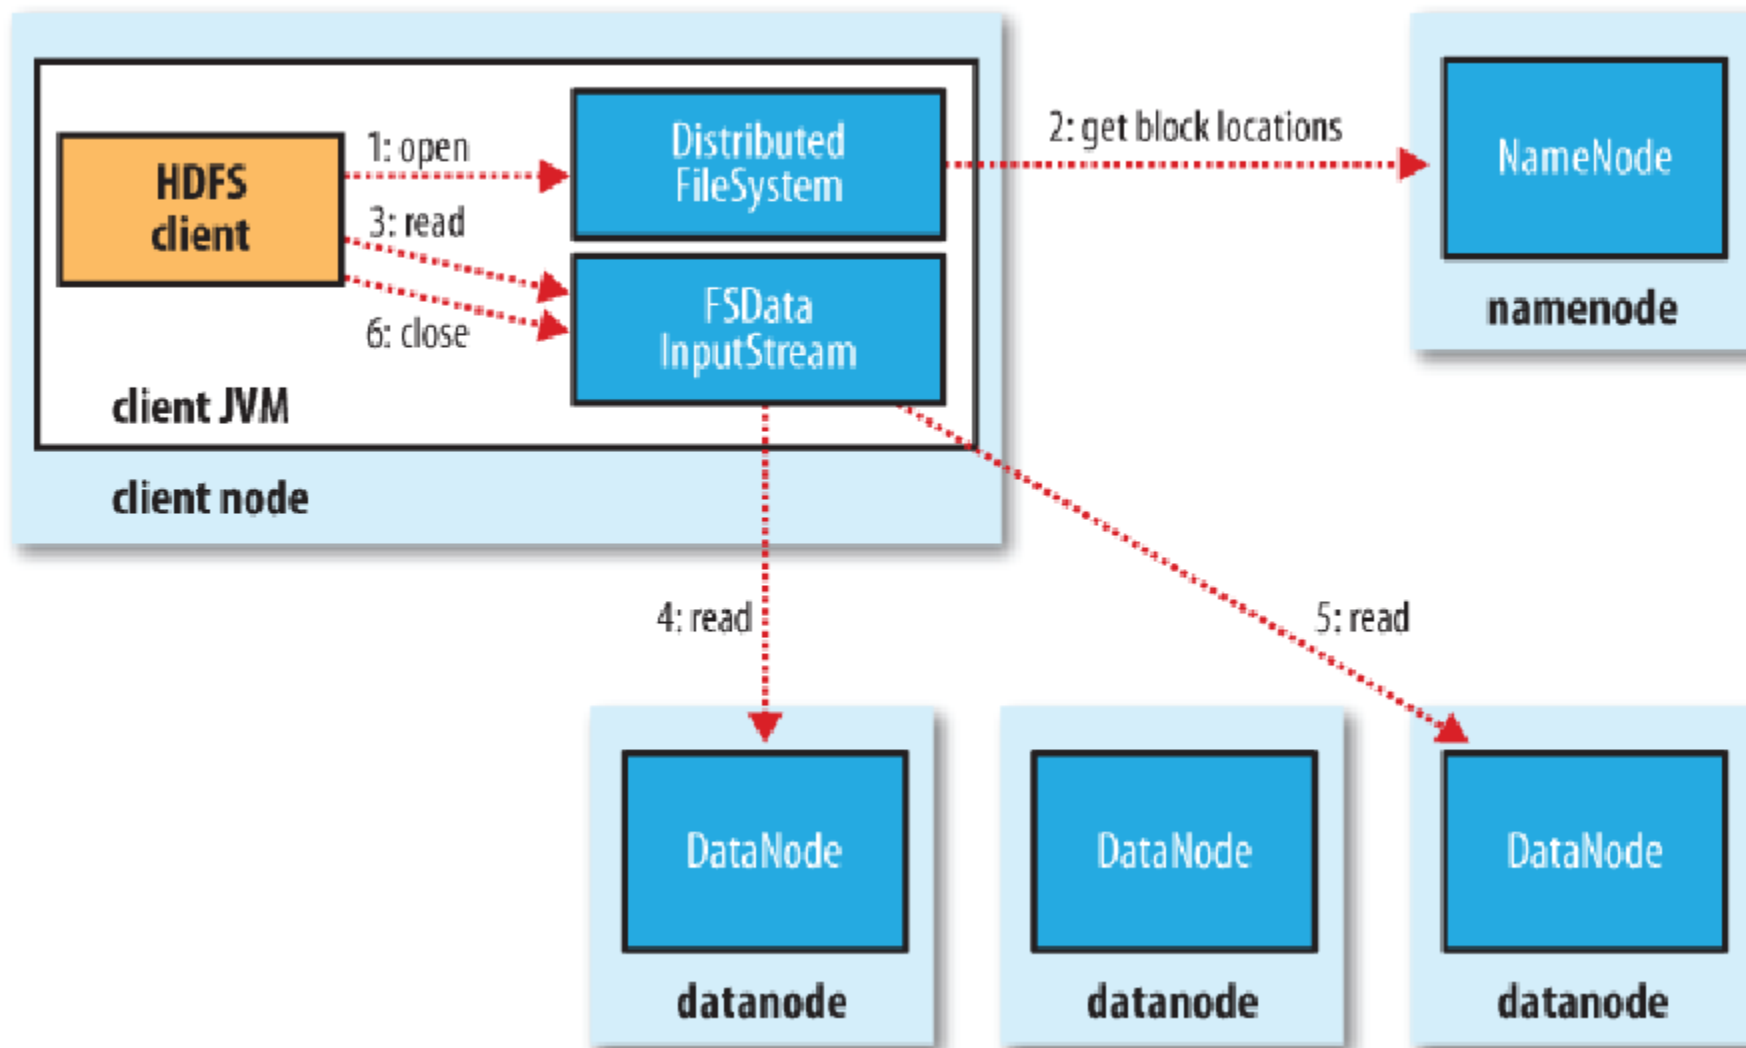 HDFS
client
1: open
3: read
6: close
Distributed
FileSystem
FSData
InputStream
client JVM
client node
2: get block locations
NameNode
namenode
4: read
5: read
DataNode
datanode
DataNode
datanode
DataNode
datanode